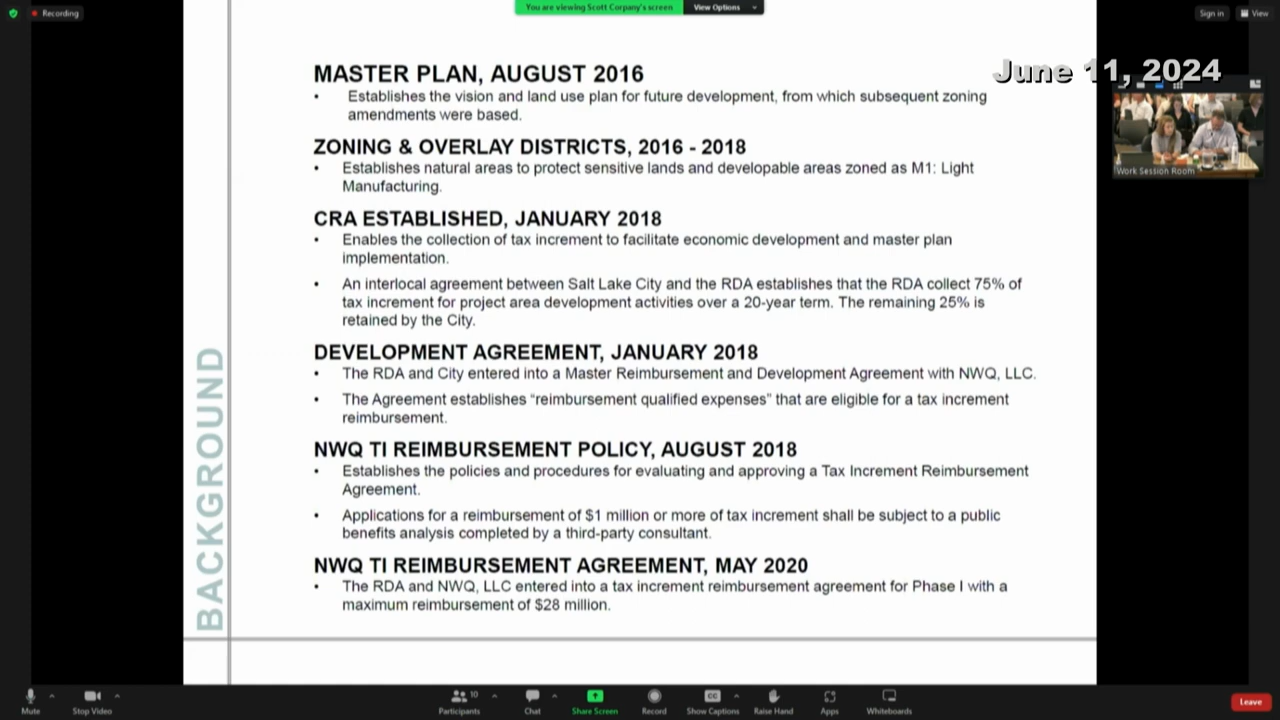 Recording
You are viewing Scott Corpany's screen
View Options
Sign in
View
June 11, 2024
Work Session Room
BACKGROUND
MASTER PLAN, AUGUST 2016
• Establishes the vision and land use plan for future development, from which subsequent zoning
amendments were based.
ZONING & OVERLAY DISTRICTS, 2016 - 2018
• Establishes natural areas to protect sensitive lands and developable areas zoned as M1: Light
Manufacturing.
CRA ESTABLISHED, JANUARY 2018
• Enables the collection of tax increment to facilitate economic development and master plan
implementation.
• An interlocal agreement between Salt Lake City and the RDA establishes that the RDA collect 75% of
tax increment for project area development activities over a 20-year term. The remaining 25% is
retained by the City.
DEVELOPMENT AGREEMENT, JANUARY 2018
• The RDA and City entered into a Master Reimbursement and Development Agreement with NWQ, LLC.
• The Agreement establishes “reimbursement qualified expenses” that are eligible for a tax increment
reimbursement.
NWQ TI REIMBURSEMENT POLICY, AUGUST 2018
• Establishes the policies and procedures for evaluating and approving a Tax Increment Reimbursement
Agreement.
• Applications for a reimbursement of $1 million or more of tax increment shall be subject to a public
benefits analysis completed by a third-party consultant.
NWQ TI REIMBURSEMENT AGREEMENT, MAY 2020
• The RDA and NWQ, LLC entered into a tax increment reimbursement agreement for Phase I with a
maximum reimbursement of $28 million.
Mute
Stop Video
Participants
10
Chat
Share Screen
Record
CC
Show Captions
Raise Hand
Apps
Whiteboards
Leave